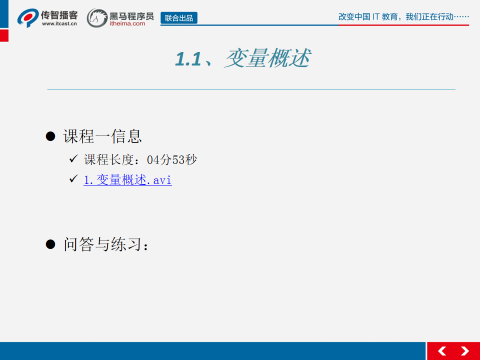 传智播客
www.itcast.cn
黑马程序员
itheima.com
联合出品
改变中国 IT 教育，我们正在行动……
1.1、变量概述
课程一信息
课程长度：04分53秒
1.变量概述.avi
问答与练习：